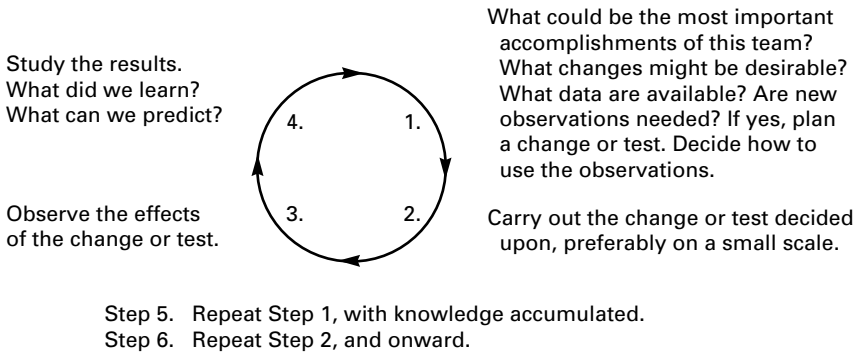 What could be the most important
accomplishments of this team?
What changes might be desirable?
What data are available? Are new
observations needed? If yes, plan
a change or test. Decide how to
use the observations.
Study the results.
What did we learn?
What can we predict?
4.
1.
3.
2.
Observe the effects
of the change or test.
Carry out the change or test decided
upon, preferably on a small scale.
Step 5. Repeat Step 1, with knowledge accumulated.
Step 6. Repeat Step 2, and onward.